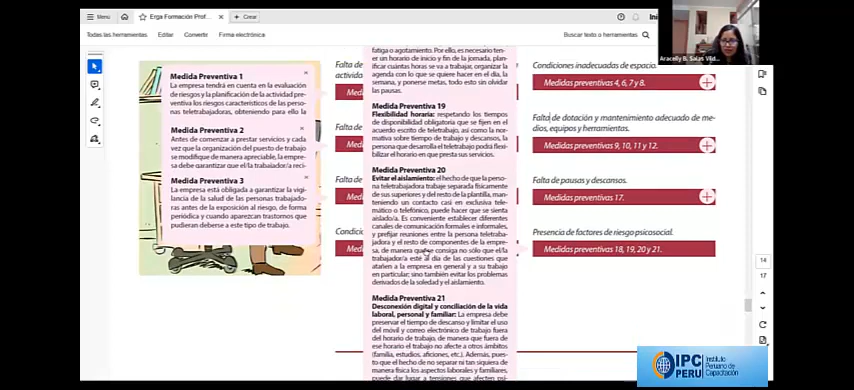 Menú
Erga Formación Prof...
Crear
Ini
Todas las herramientas
Editar
Convertir
Firma electrónica
Buscar texto o herramientas
Aracelly B. Salas Vild...
Medida Preventiva 1
La empresa tendrá en cuenta en la evaluación
de riesgos y la planificación de la actividad pre-
ventiva los riesgos característicos de las perso-
nas teletrabajadoras, obteniendo para ello la
Medida Preventiva 2
Antes de comenzar a prestar servicios y cada
vez que la organización del puesto de trabajo
se modifique de manera apreciable, la empre-
sa debe garantizar que el/la trabajador/a reci-
Medida Preventiva 3
La empresa está obligada a garantizar la vigi-
lancia de la salud de las personas trabajado-
ras antes de la exposición al riesgo, de forma
periódica y cuando aparezcan trastornos que
pudieran deberse a este tipo de trabajo.
Falta de
actividad
Med
Falta de
Med
Falta de
Med
Condici
Med
fatiga o agotamiento. Por ello, es necesario ten-
er un horario de inicio y fin de la jornada, plan-
ificar cuántas horas se va a trabajar, organizar la
agenda con lo que se quiere hacer en el día, la
semana, y ponerse metas, todo esto sin olvidar
las pausas.
Medida Preventiva 19
Flexibilidad horaria: respetando los tiempos
de disponibilidad obligatoria que se fijen en el
acuerdo escrito de teletrabajo, así como la nor-
mativa sobre tiempo de trabajo y descansos, la
persona que desarrolla el teletrabajo podrá flexi-
bilizar el horario en que presta sus servicios.
Medida Preventiva 20
Evitar el aislamiento: el hecho de que la perso-
na teletrabajadora trabaje separada físicamente
de sus superiores y del resto de la plantilla, man-
teniendo un contacto casi en exclusiva tele-
mático o telefónico, puede hacer que se sienta
aislado/a. Es conveniente establecer diferentes
canales de comunicación formales e informales,
y prefijar reuniones entre la persona teletraba-
jadora y el resto de componentes de la empre-
sa, de manera que se consiga no sólo que el/la
trabajador/a esté al día de las cuestiones que
atañen a la empresa en general y a su trabajo
en particular, sino también evitar los problemas
derivados de la soledad y el aislamiento.
Medida Preventiva 21
Desconexión digital y conciliación de la vida
laboral, personal y familiar: La empresa debe
preservar el tiempo de descanso y limitar el uso
del móvil y correo electrónico de trabajo fuera
del horario de trabajo, de manera que fuera de
ese horario el trabajo no afecte a otros ámbitos
(familia, estudios, aficiones, etc.). Además, pues-
to que el hecho de no separar ni tan siquiera de
manera física los aspectos laborales y familiares,
puede dar lugar a tensiones que afecten psi-
Condiciones inadecuadas de espacio.
Medidas preventivas 4, 6, 7 y 8.
Falta de dotación y mantenimiento adecuado de me-
dios, equipos y herramientas.
Medidas preventivas 9, 10, 11 y 12.
Falta de pausas y descansos.
Medidas preventivas 17.
Presencia de factores de riesgo psicosocial.
Medidas preventivas 18, 19, 20 y 21.
14
17
IPC
PERU
Instituto
Peruano de
Capacitación